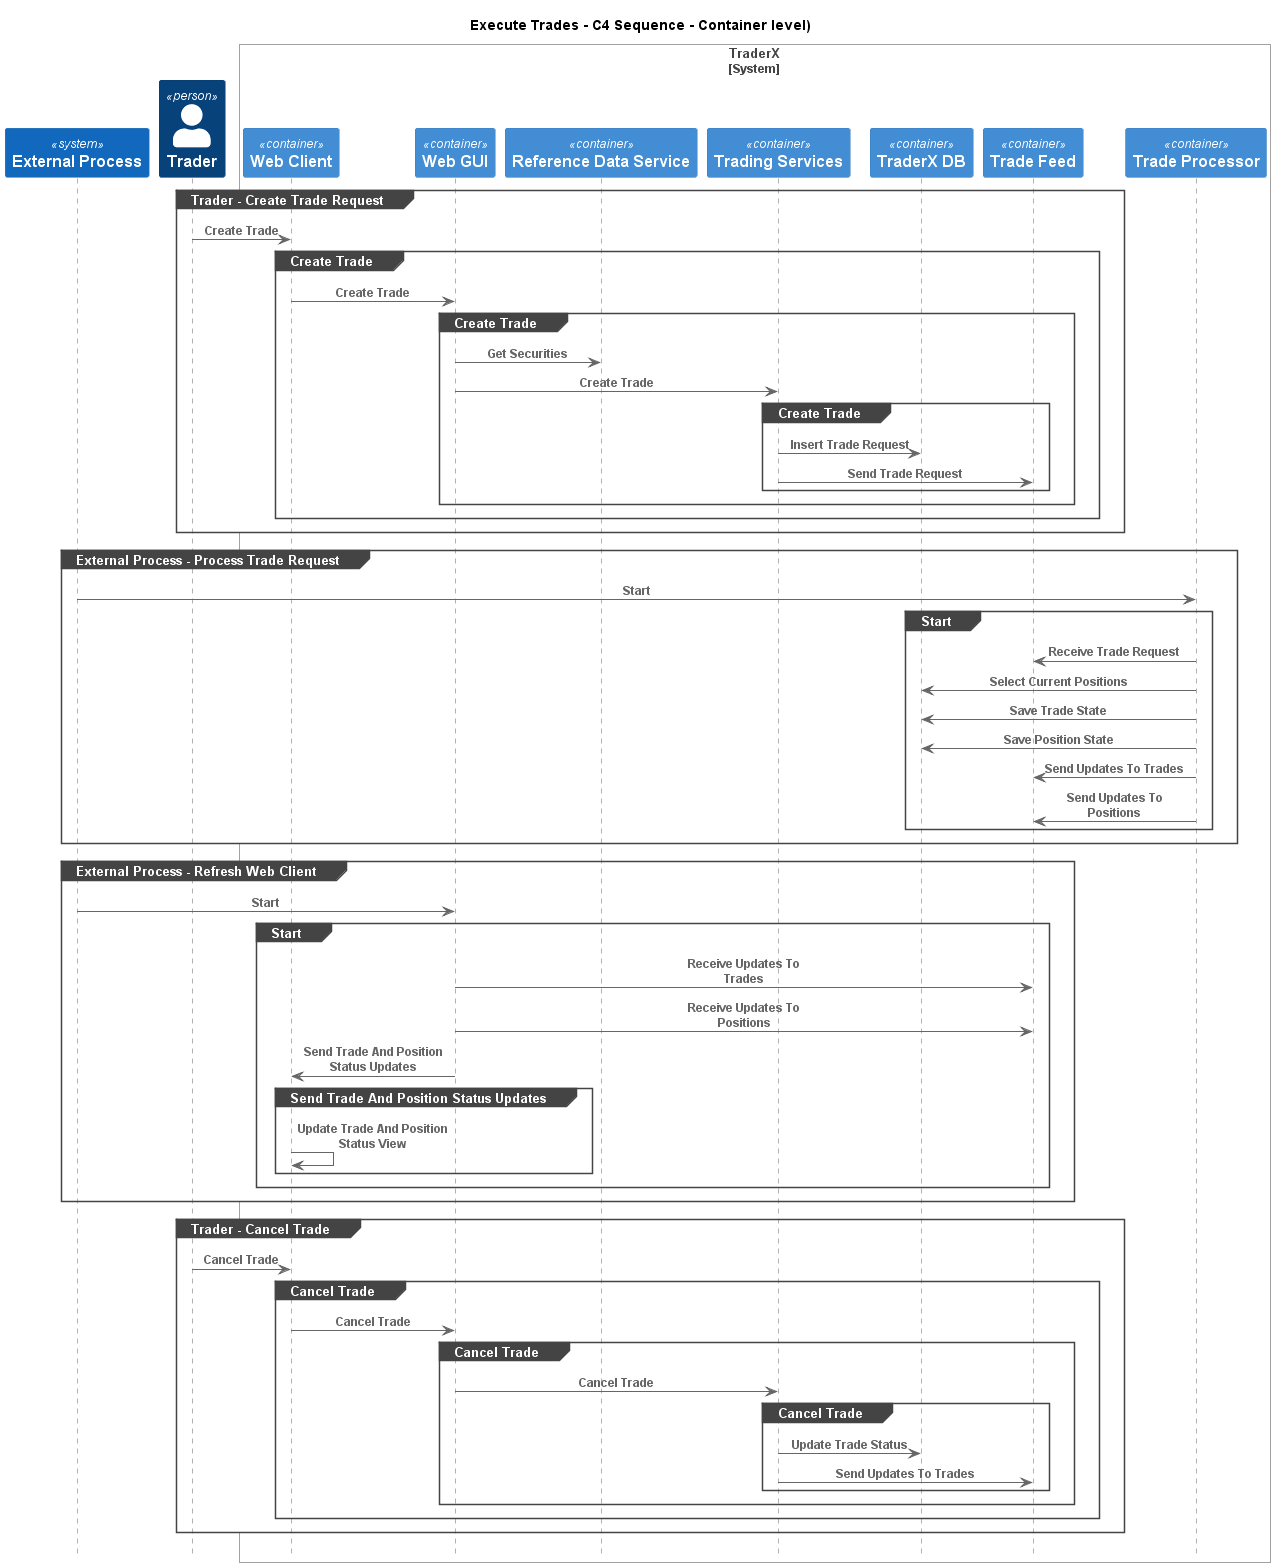 Execute Trades - C4 Sequence - Container level)
TraderX
[System]
«person»
Trader
«system»
External Process
«container»
Web Client
«container»
Web GUI
«container»
Reference Data Service
«container»
Trading Services
«container»
TraderX DB
«container»
Trade Feed
«container»
Trade Processor
Trader - Create Trade Request
Create Trade
Create Trade
Create Trade
Create Trade
Get Securities
Create Trade
Create Trade
Insert Trade Request
Send Trade Request
External Process - Process Trade Request
Start
Start
Receive Trade Request
Select Current Positions
Save Trade State
Save Position State
Send Updates To Trades
Send Updates To
Positions
External Process - Refresh Web Client
Start
Start
Receive Updates To
Trades
Receive Updates To
Positions
Send Trade And Position
Status Updates
Send Trade And Position Status Updates
Update Trade And Position
Status View
Trader - Cancel Trade
Cancel Trade
Cancel Trade
Cancel Trade
Cancel Trade
Cancel Trade
Cancel Trade
Update Trade Status
Send Updates To Trades